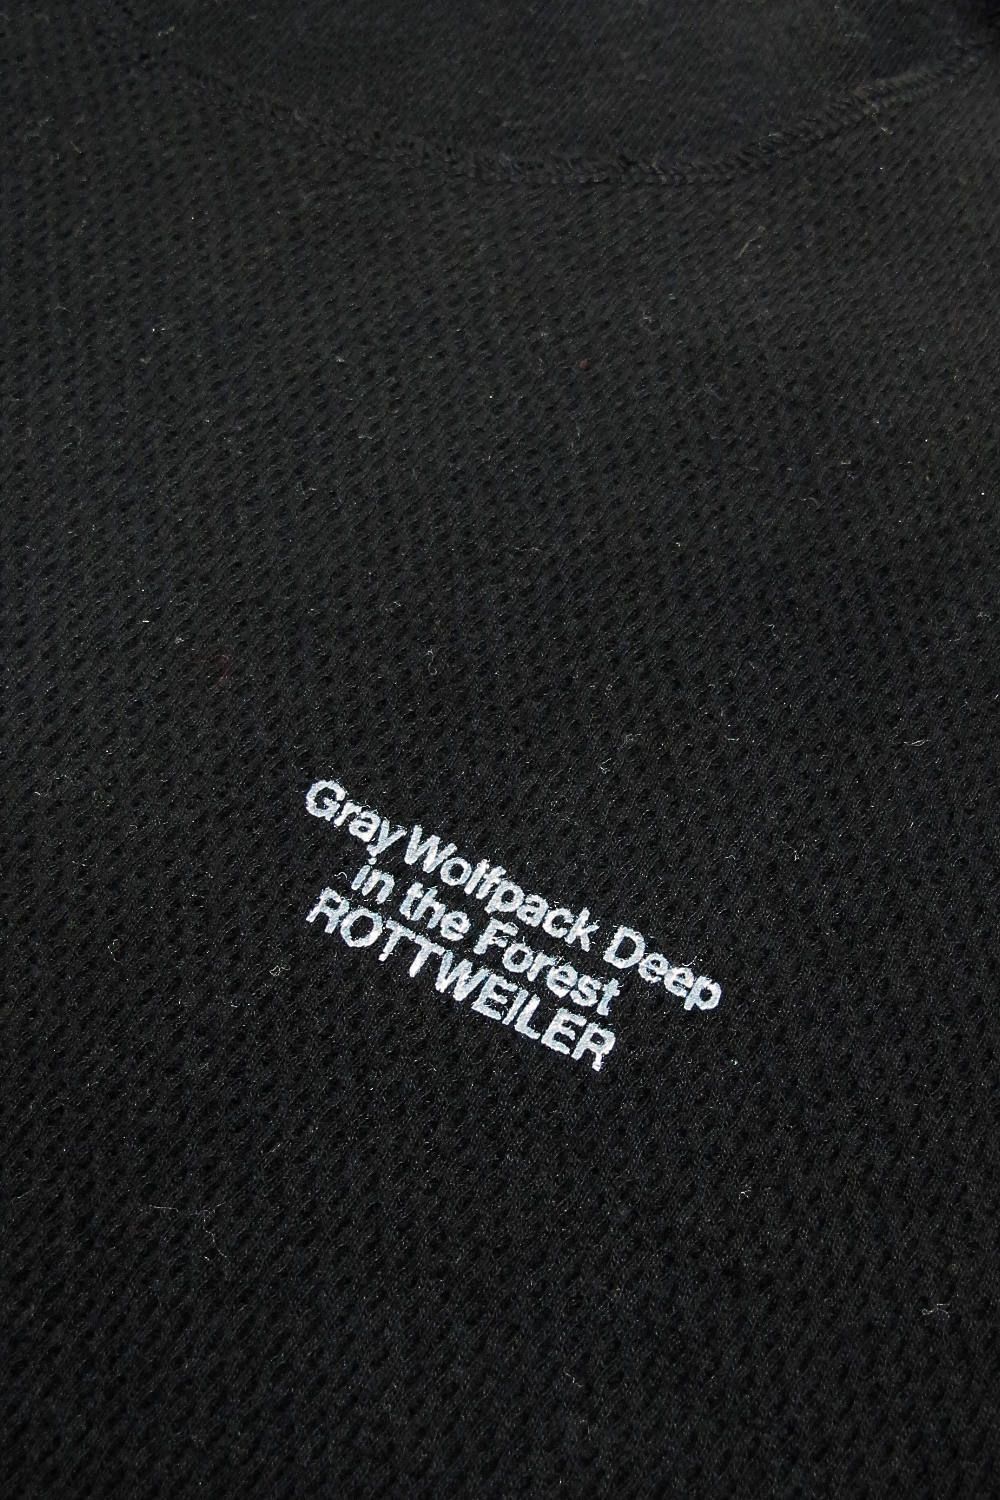 Gray Wolfpack Deep
in the Forest
ROTTWEILER